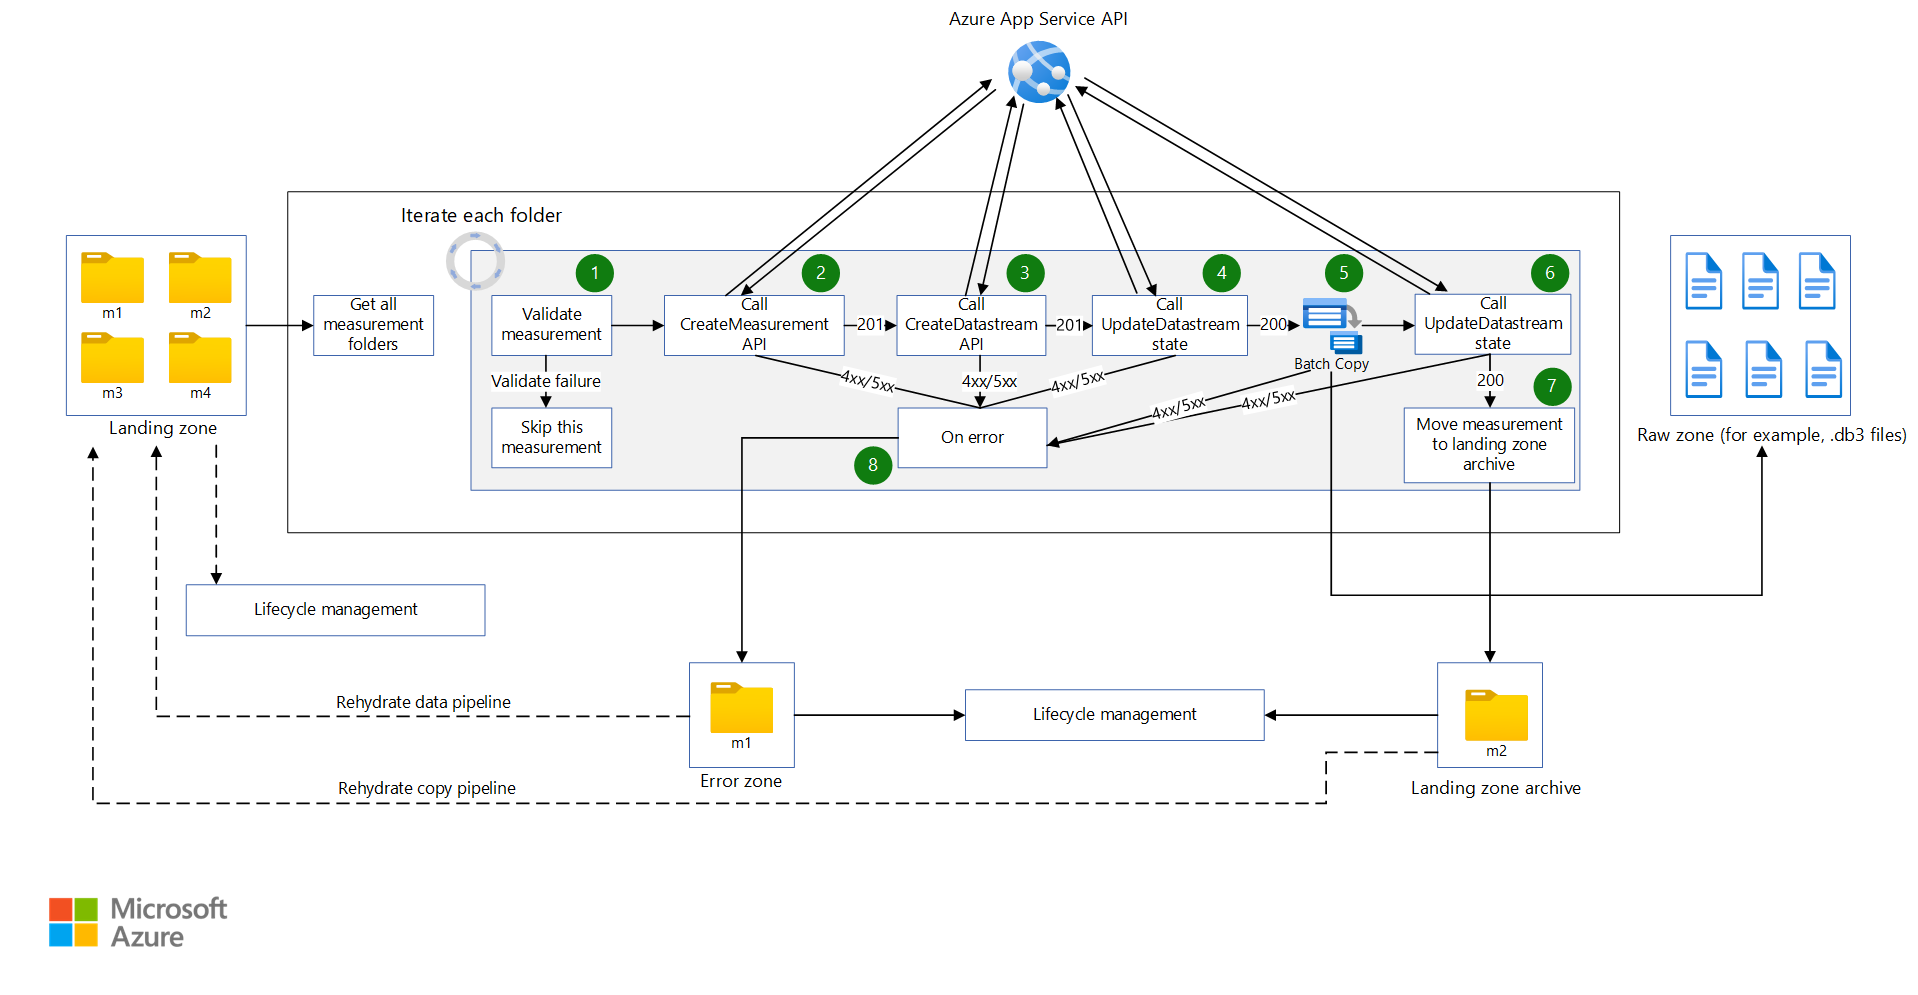 Azure App Service API
Iterate each folder
1
2
3
4
5
6
m1
m2
m3
m4
Landing zone
Get all
measurement
folders
Validate
measurement
Call
CreateMeasurement
API
201
Call
CreateDatastream
API
201
Call
UpdateDatastream
state
200
Batch Copy
Call
UpdateDatastream
state
Validate failure
4xx/5xx
4xx/5xx
4xx/5xx
4xx/5xx
4xx/5xx
200
7
Skip this
measurement
On error
8
Move measurement
to landing zone
archive
Raw zone (for example, .db3 files)
Lifecycle management
Rehydrate data pipeline
m1
Error zone
Lifecycle management
m2
Landing zone archive
Rehydrate copy pipeline
Microsoft
Azure